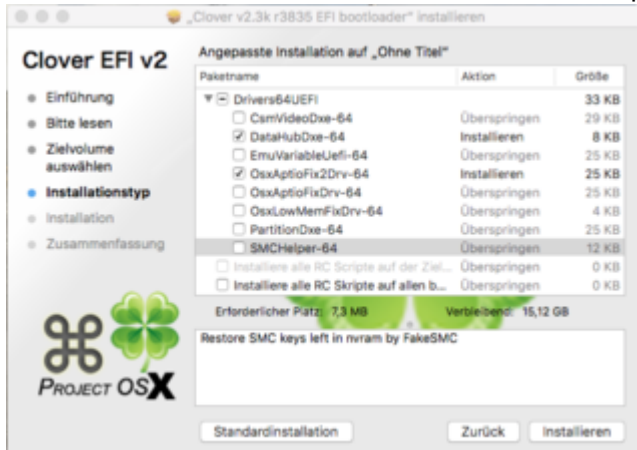 „Clover v2.3k r3835 EFI bootloader“ installieren
Clover EFI v2
Einführung
Bitte lesen
Zielvolume
auswählen
Installationstyp
Installation
Zusammenfassung
PROJECT OSX
Angepasste Installation auf „Ohne Titel“
Paketname Aktion Größe
Drivers64UEFI 33 KB
CsmVideoDxe-64 Überspringen 29 KB
DataHubDxe-64 Installieren 8 KB
EmuVariableUefi-64 Überspringen 25 KB
OsxAptioFix2Drv-64 Installieren 25 KB
OsxAptioFixDrv-64 Überspringen 25 KB
OsxLowMemFixDrv-64 Überspringen 4 KB
PartitionDxe-64 Überspringen 25 KB
SMCHelper-64 Überspringen 12 KB
Installiere alle RC Scripte auf der Ziel... Überspringen 0 KB
Installiere alle RC Skripte auf allen b... Überspringen 0 KB
Erforderlicher Platz: 7,3 MB Verbleibend: 15,12 GB
Restore SMC keys left in nvram by FakeSMC
Standardinstallation Zurück Installieren